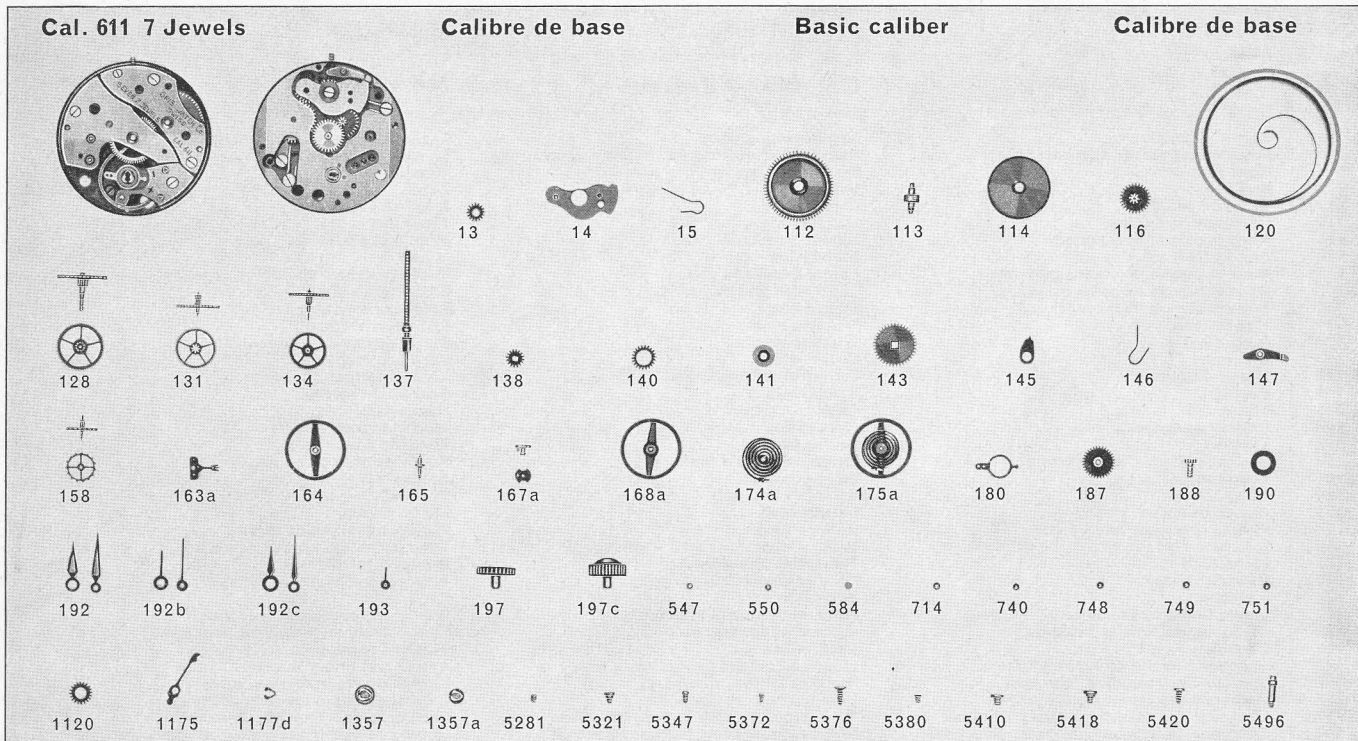 Cal. 611 7 Jewels Calibre de base Basic caliber Calibre de base
13 14 15 112 113 114 116 120
128 131 134 137 138 140 141 143 145 146 147
158 163a 164 165 167a 168a 174a 175a 180 187 188 190
192 192b 192c 193 197 197c 547 550 584 714 740 748 749 751
1120 1175 1177d 1357 1357a 5281 5321 5347 5372 5376 5380 5410 5418 5420 5496